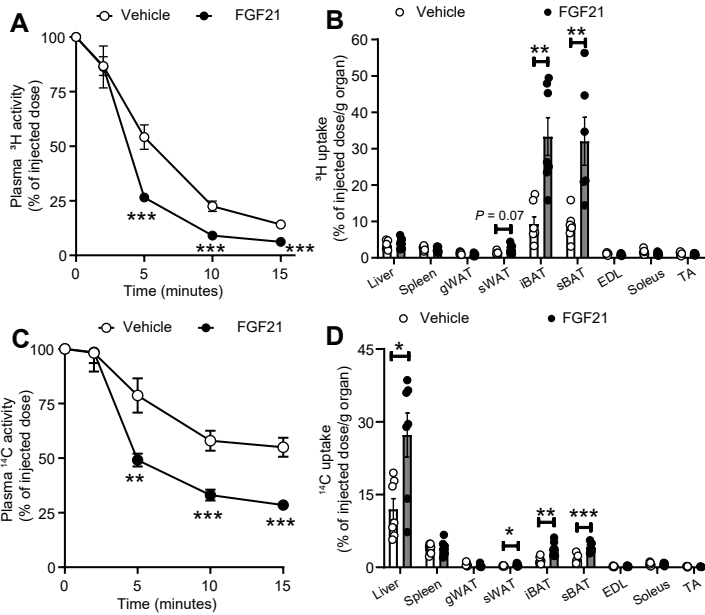 A
Vehicle FGF21
Plasma ³H activity
(% of injected dose)
100
75
50
25
0
0 5 10 15
***
***
***
Time (minutes)
B
Vehicle FGF21
³H uptake
(% of injected dose/g organ)
60
50
40
30
20
10
0
P = 0.07
**
**
Liver Spleen gWAT sWAT iBAT sBAT EDL Soleus TA
C
Vehicle FGF21
Plasma ¹⁴C activity
(% of injected dose)
100
75
50
25
0
0 5 10 15
**
***
***
Time (minutes)
D
Vehicle FGF21
¹⁴C uptake
(% of injected dose/g organ)
45
30
15
0
*
*
**
***
Liver Spleen gWAT sWAT iBAT sBAT EDL Soleus TA